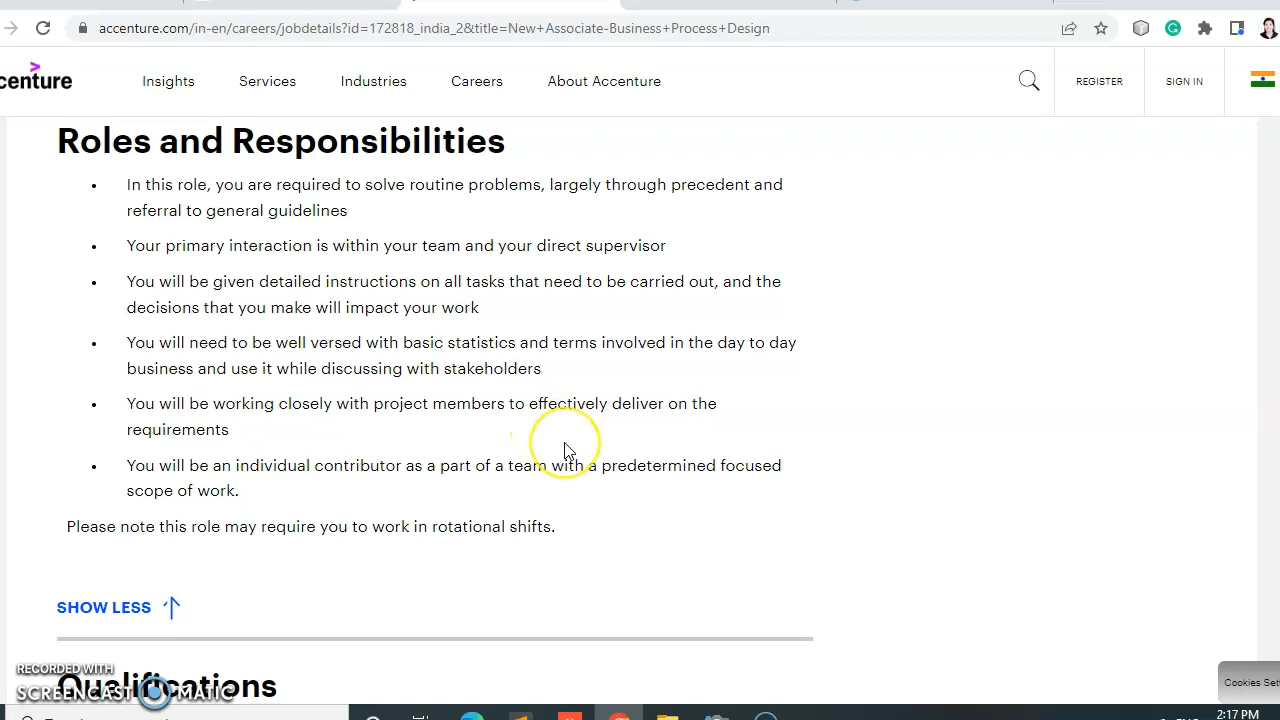 accenture.com/in-en/careers/jobdetails?id=172818_india_2&title=New+Associate-Business+Process+Design
centure
Insights
Services
Industries
Careers
About Accenture
REGISTER
SIGN IN
Roles and Responsibilities
• In this role, you are required to solve routine problems, largely through precedent and
referral to general guidelines
• Your primary interaction is within your team and your direct supervisor
• You will be given detailed instructions on all tasks that need to be carried out, and the
decisions that you make will impact your work
• You will need to be well versed with basic statistics and terms involved in the day to day
business and use it while discussing with stakeholders
• You will be working closely with project members to effectively deliver on the
requirements
• You will be an individual contributor as a part of a team with a predetermined focused
scope of work.
Please note this role may require you to work in rotational shifts.
SHOW LESS
RECORDED WITH
Qualifications
SCREENCAST MATIC
Cookies Set
2:17 PM